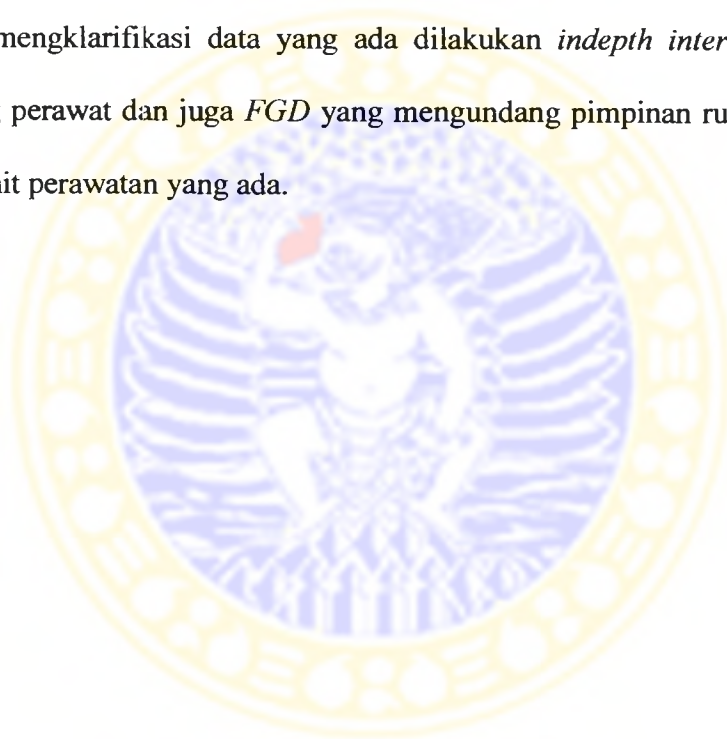 mengklarifikasi data yang ada dilakukan indepth inter
perawat dan juga FGD yang mengundang pimpinan ru
it perawatan yang ada.